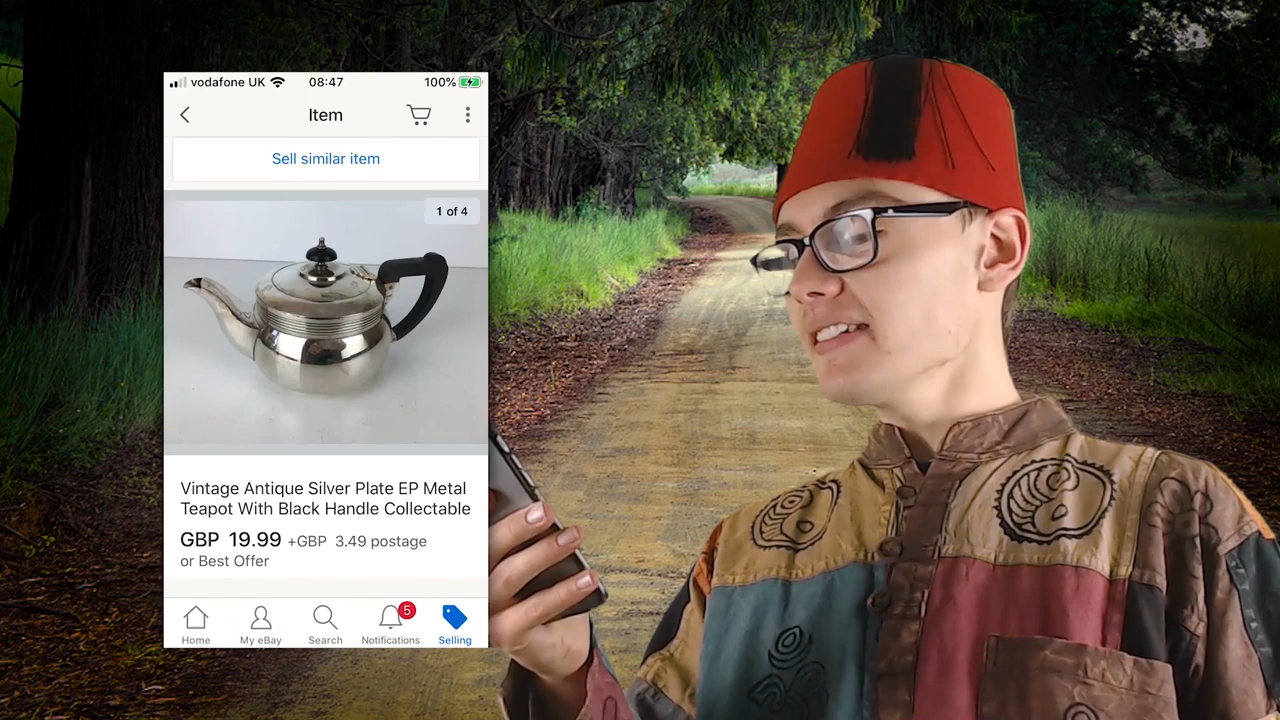 vodafone UK 08:47 100%
Item
Sell similar item
1 of 4
Vintage Antique Silver Plate EP Metal
Teapot With Black Handle Collectable
GBP 19.99 +GBP 3.49 postage
or Best Offer
5
Home My eBay Search Notifications Selling